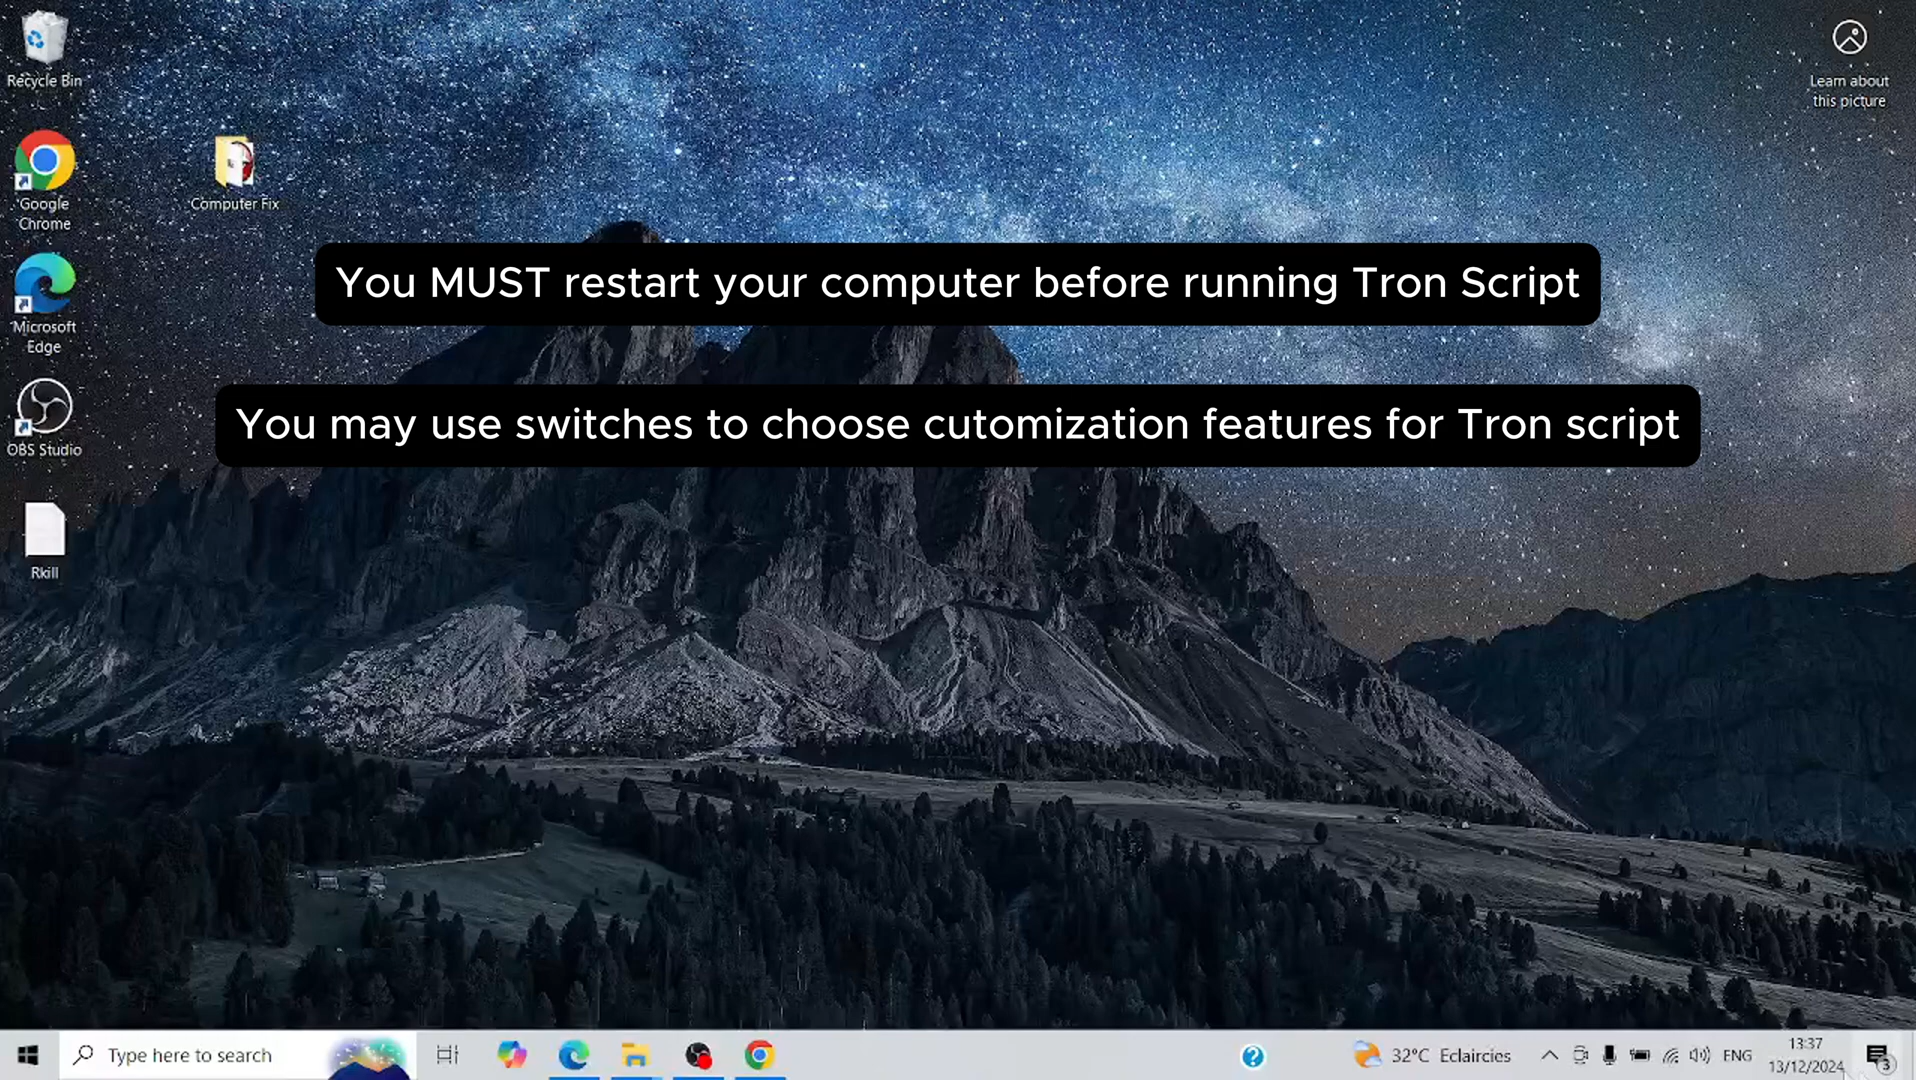 Recycle Bin
Learn about
this picture
Google
Chrome
Computer Fix
You MUST restart your computer before running Tron Script
Microsoft
Edge
You may use switches to choose cutomization features for Tron script
OBS Studio
Rkill
Type here to search
32°C Eclaircies
ENG
13:37
13/12/2024
3